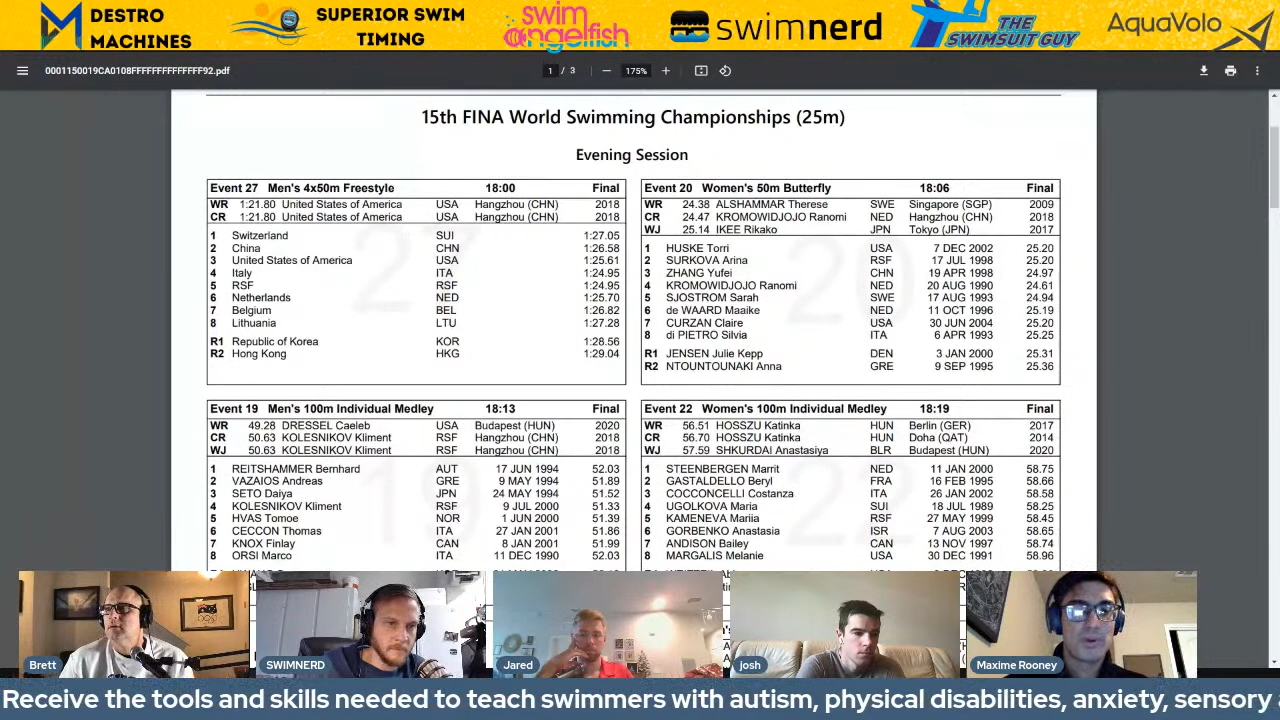 DESTRO MACHINES
SUPERIOR SWIM TIMING
swim angelfish
swimnerd
THE SWIMSUIT GUY
AquaVolo
0001150019CA0108FFFFFFFFFFFFFF92.pdf
1 / 3
175%
15th FINA World Swimming Championships (25m)
Evening Session
Event 27 Men's 4x50m Freestyle 18:00 Final
WR 1:21.80 United States of America USA Hangzhou (CHN) 2018
CR 1:21.80 United States of America USA Hangzhou (CHN) 2018
1 Switzerland SUI 1:27.05
2 China CHN 1:26.58
3 United States of America USA 1:25.61
4 Italy ITA 1:24.95
5 RSF RSF 1:24.95
6 Netherlands NED 1:25.70
7 Belgium BEL 1:26.82
8 Lithuania LTU 1:27.28
R1 Republic of Korea KOR 1:28.56
R2 Hong Kong HKG 1:29.04
27
Event 20 Women's 50m Butterfly 18:06 Final
WR 24.38 ALSHAMMAR Therese SWE Singapore (SGP) 2009
CR 24.47 KROMOWIDJOJO Ranomi NED Hangzhou (CHN) 2018
WJ 25.14 IKEE Rikako JPN Tokyo (JPN) 2017
1 HUSKE Torri USA 7 DEC 2002 25.20
2 SURKOVA Arina RSF 17 JUL 1998 25.20
3 ZHANG Yufei CHN 19 APR 1998 24.97
4 KROMOWIDJOJO Ranomi NED 20 AUG 1990 24.61
5 SJOSTROM Sarah SWE 17 AUG 1993 24.94
6 de WAARD Maaike NED 11 OCT 1996 25.19
7 CURZAN Claire USA 30 JUN 2004 25.20
8 di PIETRO Silvia ITA 6 APR 1993 25.25
R1 JENSEN Julie Kepp DEN 3 JAN 2000 25.31
R2 NTOUNTOUNAKI Anna GRE 9 SEP 1995 25.36
20
Event 19 Men's 100m Individual Medley 18:13 Final
WR 49.28 DRESSEL Caeleb USA Budapest (HUN) 2020
CR 50.63 KOLESNIKOV Kliment RSF Hangzhou (CHN) 2018
WJ 50.63 KOLESNIKOV Kliment RSF Hangzhou (CHN) 2018
1 REITSHAMMER Bernhard AUT 17 JUN 1994 52.03
2 VAZAIOS Andreas GRE 9 MAY 1994 51.89
3 SETO Daiya JPN 24 MAY 1994 51.52
4 KOLESNIKOV Kliment RSF 9 JUL 2000 51.33
5 HVAS Tomoe NOR 1 JUN 2000 51.39
6 CECCON Thomas ITA 27 JAN 2001 51.86
7 KNOX Finlay CAN 8 JAN 2001 51.99
8 ORSI Marco ITA 11 DEC 1990 52.03
19
Event 22 Women's 100m Individual Medley 18:19 Final
WR 56.51 HOSSZU Katinka HUN Berlin (GER) 2017
CR 56.70 HOSSZU Katinka HUN Doha (QAT) 2014
WJ 57.59 SHKURDAI Anastasiya BLR Budapest (HUN) 2020
1 STEENBERGEN Marrit NED 11 JAN 2000 58.75
2 GASTALDELLO Beryl FRA 16 FEB 1995 58.66
3 COCCONCELLI Costanza ITA 26 JAN 2002 58.58
4 UGOLKOVA Maria SUI 18 JUL 1989 58.25
5 KAMENEVA Mariia RSF 27 MAY 1999 58.45
6 GORBENKO Anastasia ISR 7 AUG 2003 58.65
7 ANDISON Bailey CAN 13 NOV 1997 58.74
8 MARGALIS Melanie USA 30 DEC 1991 58.96
22
Brett
SWIMNERD
Jared
josh
Maxime Rooney
Receive the tools and skills needed to teach swimmers with autism, physical disabilities, anxiety, sensory